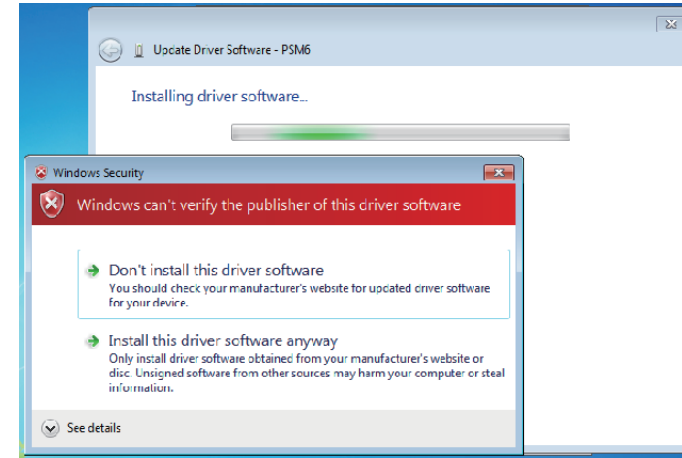 Update Driver Software - PSM6
Installing driver software...
Windows Security
Windows can't verify the publisher of this driver software
Don't install this driver software
You should check your manufacturer's website for updated driver software
for your device.
Install this driver software anyway
Only install driver software obtained from your manufacturer's website or
disc. Unsigned software from other sources may harm your computer or steal
information.
See details